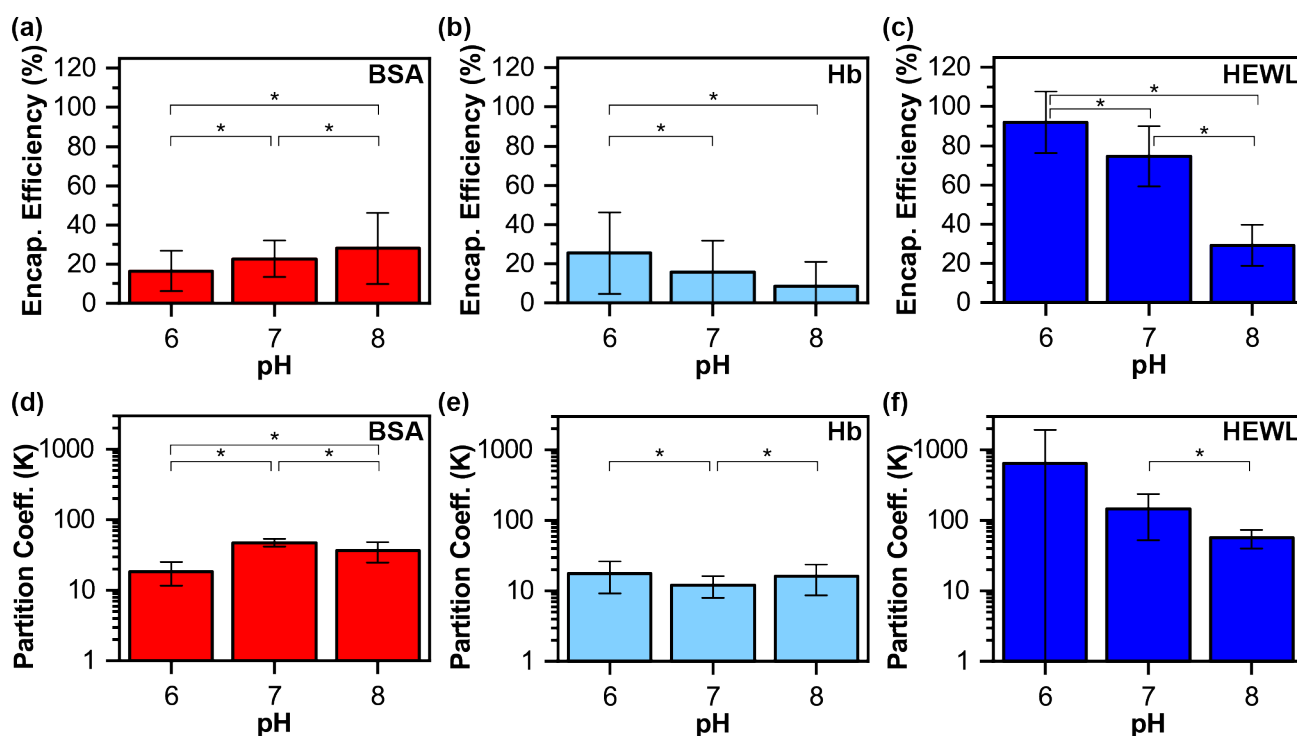 (a)
BSA
Encap. Efficiency (%)
120
100
80
60
40
20
0
*
* *
6 7 8
pH
(b)
Hb
Encap. Efficiency (%)
120
100
80
60
40
20
0
*
*
6 7 8
pH
(c)
HEWL
Encap. Efficiency (%)
120
100
80
60
40
20
0
*
*
*
6 7 8
pH
(d)
BSA
Partition Coeff. (K)
1000
100
10
1
*
* *
6 7 8
pH
(e)
Hb
Partition Coeff. (K)
1000
100
10
1
* *
6 7 8
pH
(f)
HEWL
Partition Coeff. (K)
1000
100
10
1
*
6 7 8
pH